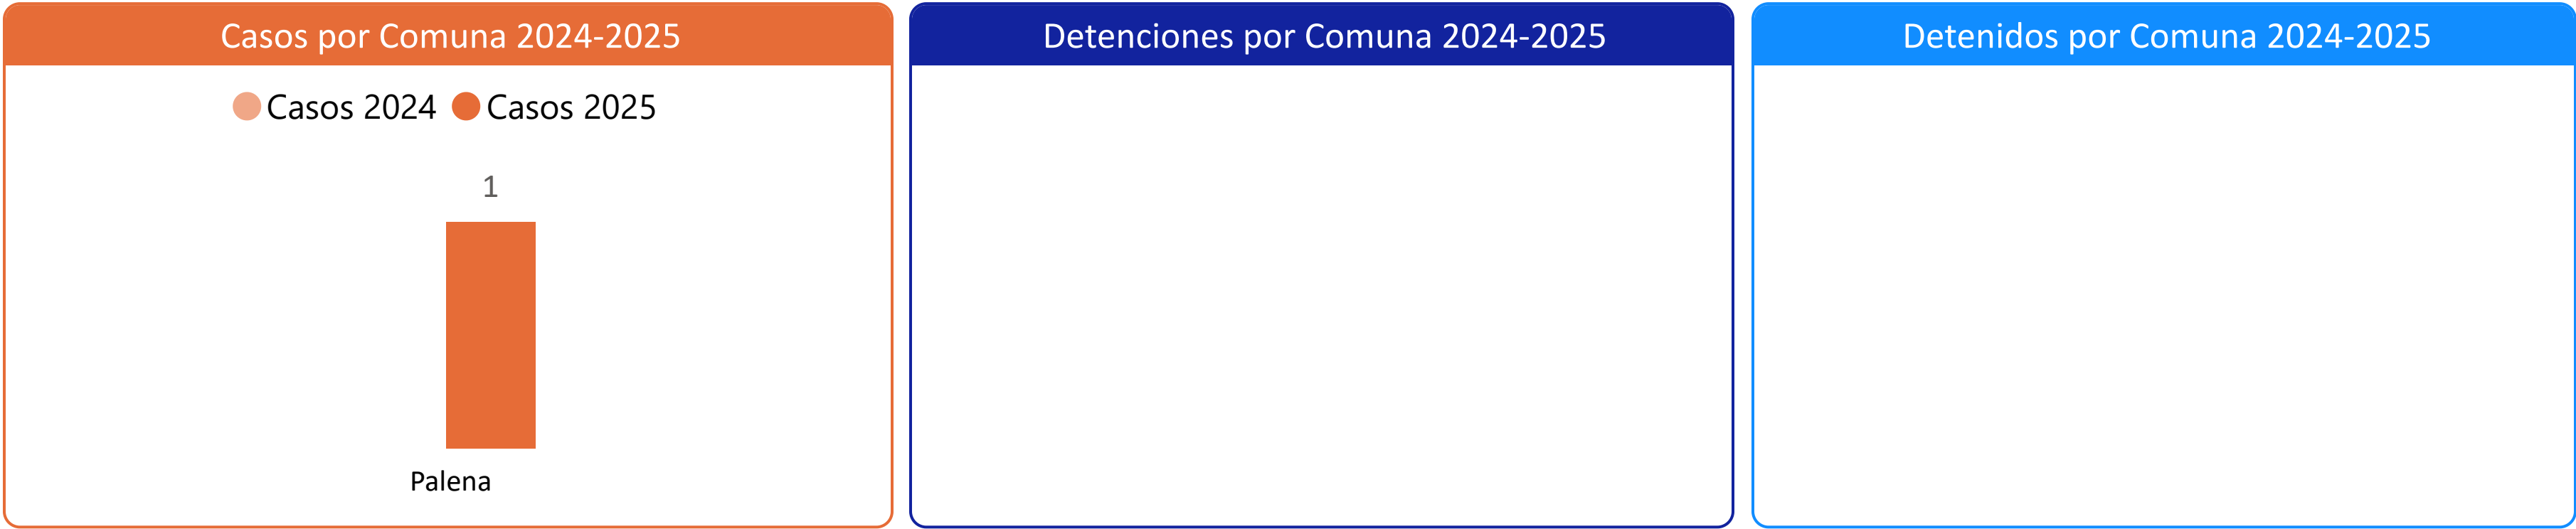 Casos por Comuna 2024-2025
Casos 2024 Casos 2025
1
Palena
Detenciones por Comuna 2024-2025
Detenidos por Comuna 2024-2025